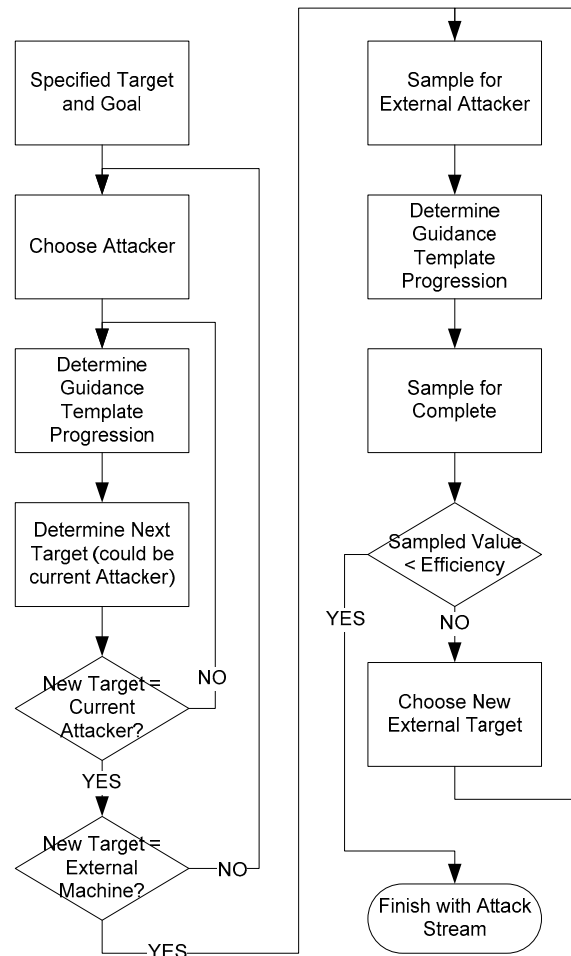 Specified Target
and Goal
Choose Attacker
Determine
Guidance
Template
Progression
Determine Next
Target (could be
current Attacker)
New Target =
Current
Attacker?
NO
YES
New Target =
External
Machine?
NO
YES
Sample for
External Attacker
Determine
Guidance
Template
Progression
Sample for
Complete
Sampled Value
< Efficiency
YES
NO
Choose New
External Target
Finish with Attack
Stream